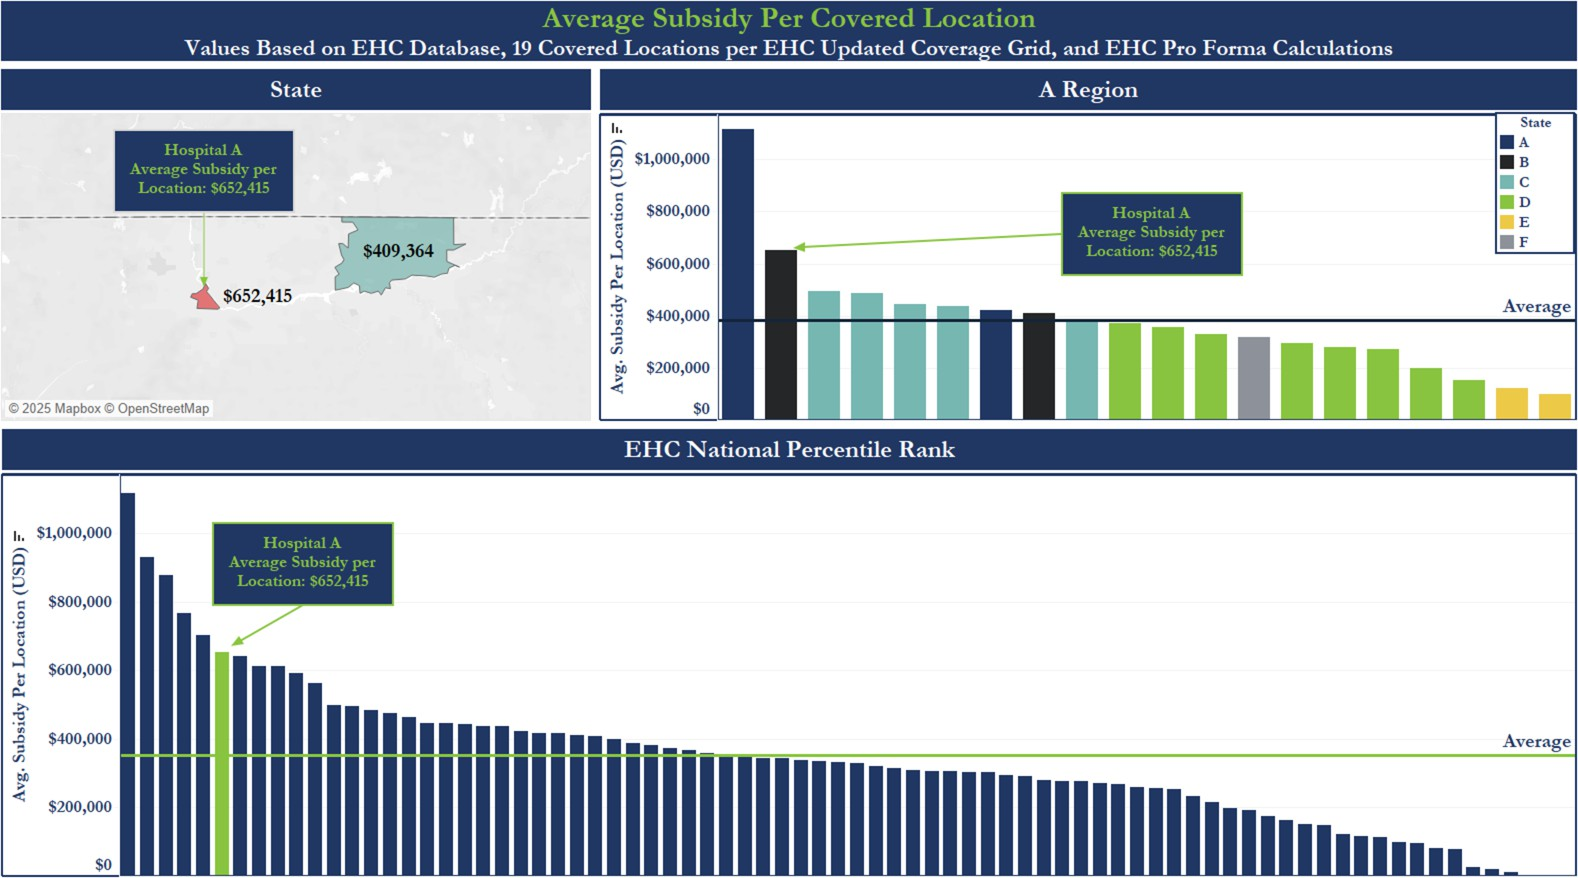 Average Subsidy Per Covered Location
Values Based on EHC Database, 19 Covered Locations per EHC Updated Coverage Grid, and EHC Pro Forma Calculations
State
Hospital A
Average Subsidy per
Location: $652,415
$409,364
$652,415
© 2025 Mapbox © OpenStreetMap
A Region
Avg. Subsidy Per Location (USD)
$1,000,000
$800,000
$600,000
$400,000
$200,000
$0
Hospital A
Average Subsidy per
Location: $652,415
Average
State
A
B
C
D
E
F
EHC National Percentile Rank
Avg. Subsidy Per Location (USD)
$1,000,000
$800,000
$600,000
$400,000
$200,000
$0
Hospital A
Average Subsidy per
Location: $652,415
Average